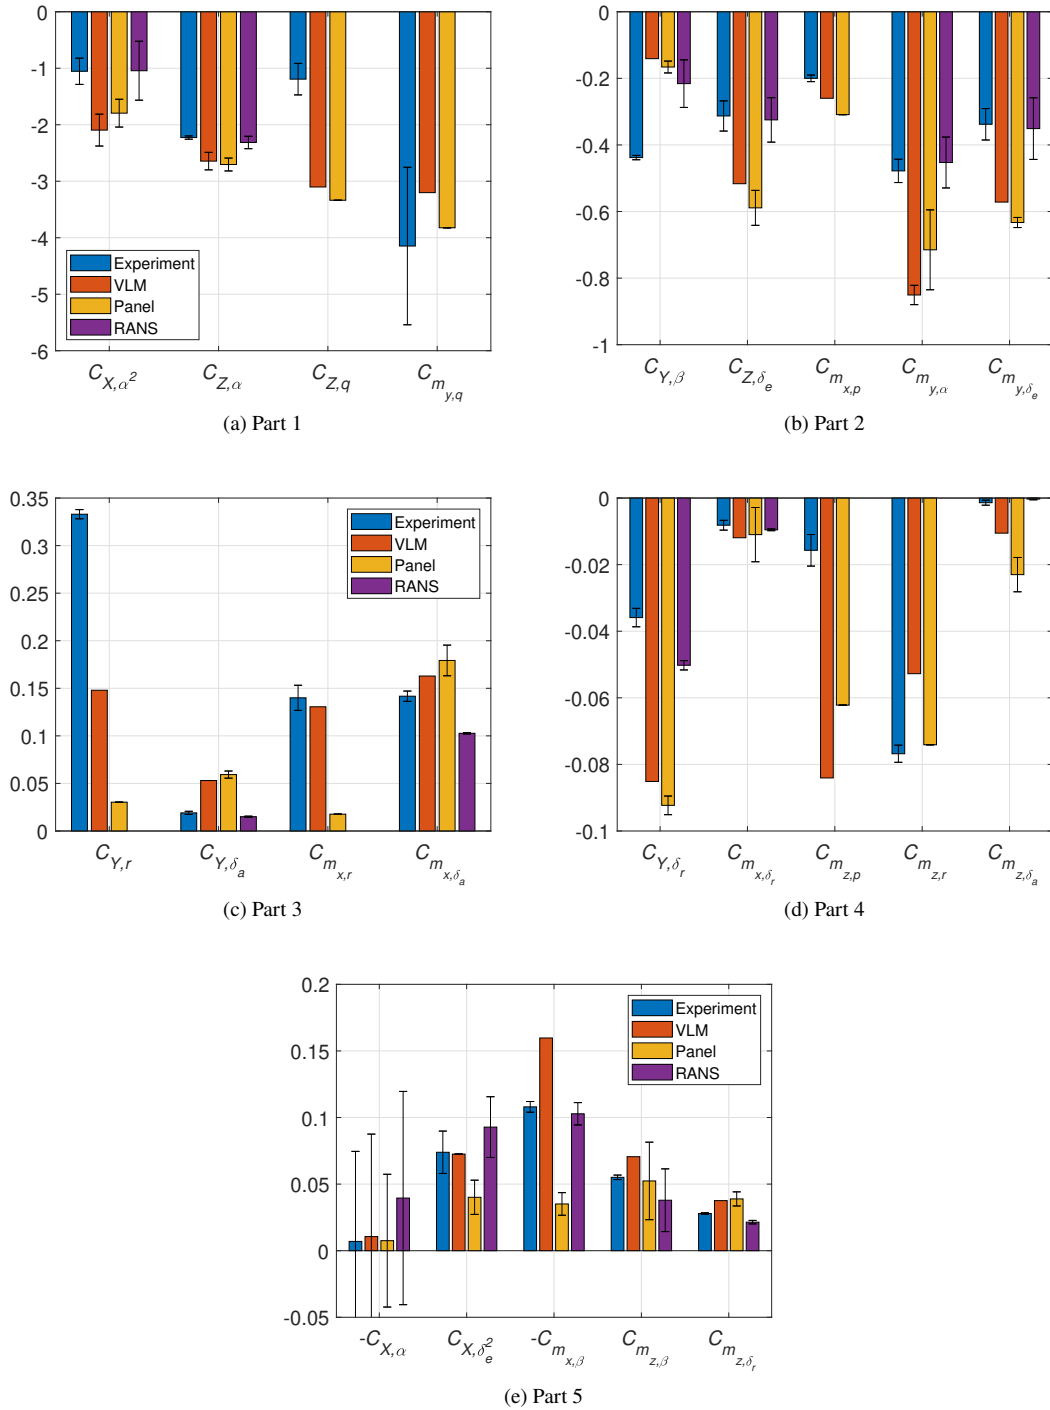 0
-1
-2
-3
-4
-5
-6
Experiment
VLM
Panel
RANS
C_{X,α²} C_{Z,α} C_{Z,q} C_{m_{y,q}}
(a) Part 1
0
-0.2
-0.4
-0.6
-0.8
-1
C_{Y,β} C_{Z,δ_e} C_{m_{x,p}} C_{m_{y,α}} C_{m_{y,δ_e}}
(b) Part 2
0.35
0.3
0.25
0.2
0.15
0.1
0.05
0
Experiment
VLM
Panel
RANS
C_{Y,r} C_{Y,δ_a} C_{m_{x,r}} C_{m_{x,δ_a}}
(c) Part 3
0
-0.02
-0.04
-0.06
-0.08
-0.1
C_{Y,δ_r} C_{m_{x,δ_r}} C_{m_{z,p}} C_{m_{z,r}} C_{m_{z,δ_a}}
(d) Part 4
0.2
0.15
0.1
0.05
0
-0.05
Experiment
VLM
Panel
RANS
-C_{X,α} C_{X,δ_e^2} -C_{m_{x,β}} C_{m_{z,β}} C_{m_{z,δ_r}}
(e) Part 5